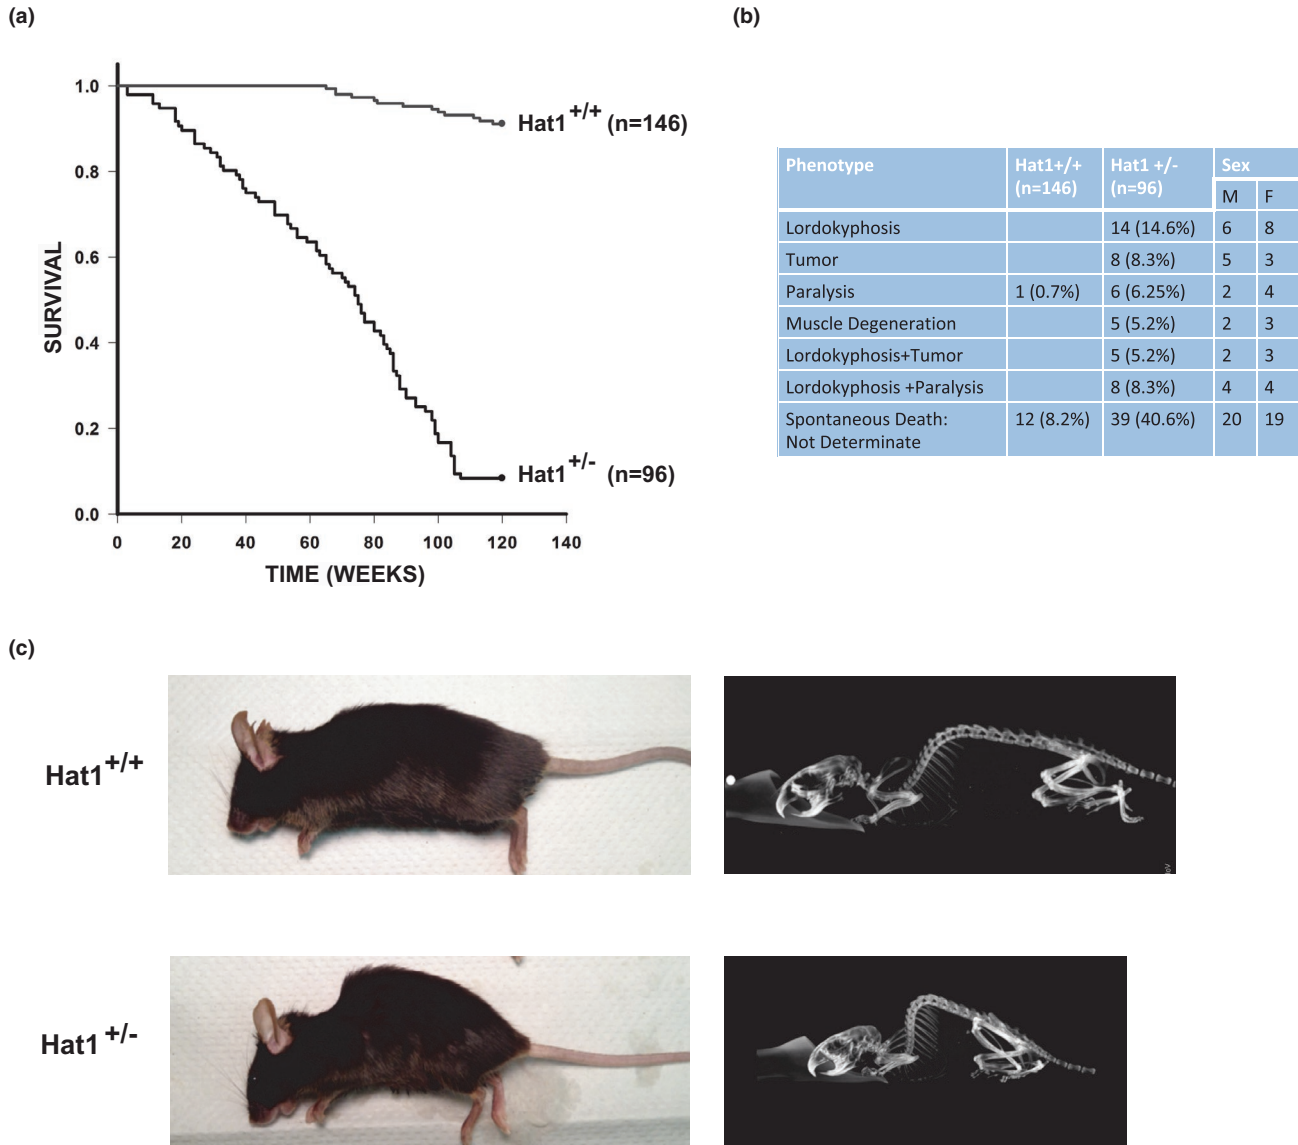 (a)
(b)
1.0
0.8
0.6
0.4
0.2
0.0
SURVIVAL
0 20 40 60 80 100 120 140
TIME (WEEKS)
Hat1+/+ (n=146)
Hat1+/- (n=96)
Phenotype Hat1+/+ (n=146) Hat1 +/- (n=96) Sex
M F
Lordokyphosis 14 (14.6%) 6 8
Tumor 8 (8.3%) 5 3
Paralysis 1 (0.7%) 6 (6.25%) 2 4
Muscle Degeneration 5 (5.2%) 2 3
Lordokyphosis+Tumor 5 (5.2%) 2 3
Lordokyphosis +Paralysis 8 (8.3%) 4 4
Spontaneous Death: 12 (8.2%) 39 (40.6%) 20 19
Not Determinate
(c)
Hat1+/+
Hat1+/-